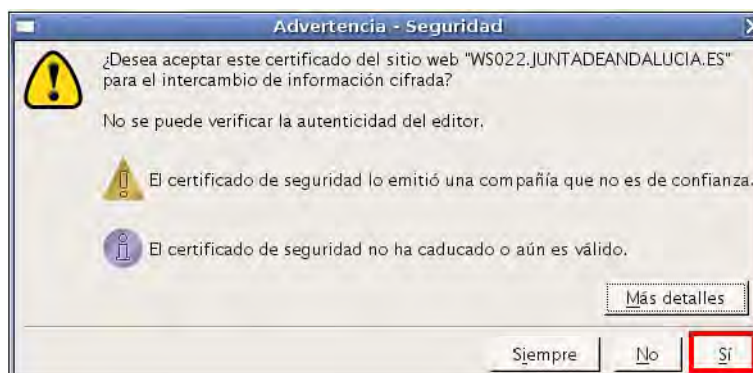 Advertencia - Seguridad
¿Desea aceptar este certificado del sitio web "WS022.JUNTADEANDALUCIA.ES"
para el intercambio de información cifrada?
No se puede verificar la autenticidad del editor.
El certificado de seguridad lo emitió una compañía que no es de confianza.
El certificado de seguridad no ha caducado o aún es válido.
Más detalles
Siempre No Sí